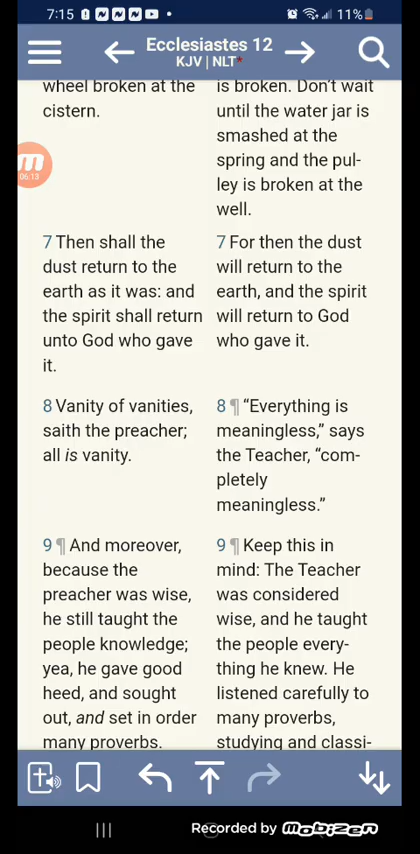 7:15
11%
Ecclesiastes 12
KJV | NLT*
wheel broken at the
cistern.
06:13
7 Then shall the
dust return to the
earth as it was: and
the spirit shall return
unto God who gave
it.
8 Vanity of vanities,
saith the preacher;
all is vanity.
9 ¶ And moreover,
because the
preacher was wise,
he still taught the
people knowledge;
yea, he gave good
heed, and sought
out, and set in order
many proverbs.
is broken. Don’t wait
until the water jar is
smashed at the
spring and the pul-
ley is broken at the
well.
7 For then the dust
will return to the
earth, and the spirit
will return to God
who gave it.
8 ¶ “Everything is
meaningless,” says
the Teacher, “com-
pletely
meaningless.”
9 ¶ Keep this in
mind: The Teacher
was considered
wise, and he taught
the people every-
thing he knew. He
listened carefully to
many proverbs,
studying and classi-
Recorded by mobizen